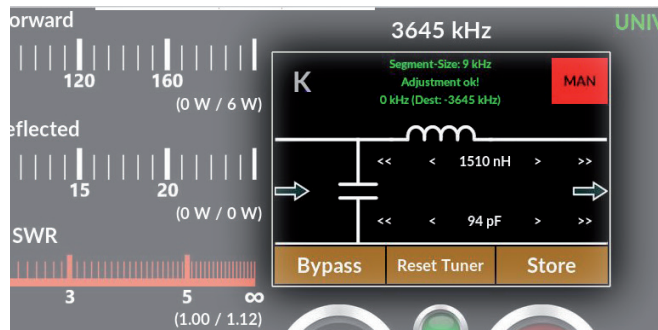 orward
3645 kHz
UNIV
120 160
(0 W / 6 W)
K
Segment-Size: 9 kHz
Adjustment ok!
0 kHz (Dest: -3645 kHz)
MAN
eflected
15 20
(0 W / 0 W)
<< < 1510 nH > >>
<< < 94 pF > >>
SWR
3 5 ∞
(1.00 / 1.12)
Bypass Reset Tuner Store